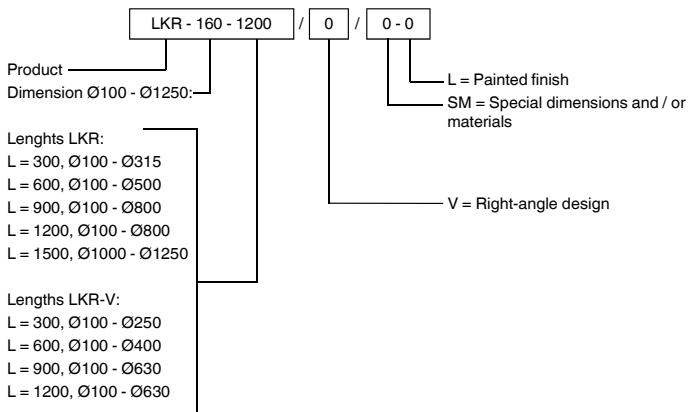 LKR - 160 - 1200 / 0 / 0 - 0
Product
Dimension Ø100 - Ø1250:
Lenghts LKR:
L = 300, Ø100 - Ø315
L = 600, Ø100 - Ø500
L = 900, Ø100 - Ø800
L = 1200, Ø100 - Ø800
L = 1500, Ø1000 - Ø1250
Lengths LKR-V:
L = 300, Ø100 - Ø250
L = 600, Ø100 - Ø400
L = 900, Ø100 - Ø630
L = 1200, Ø100 - Ø630
L = Painted finish
SM = Special dimensions and / or
materials
V = Right-angle design